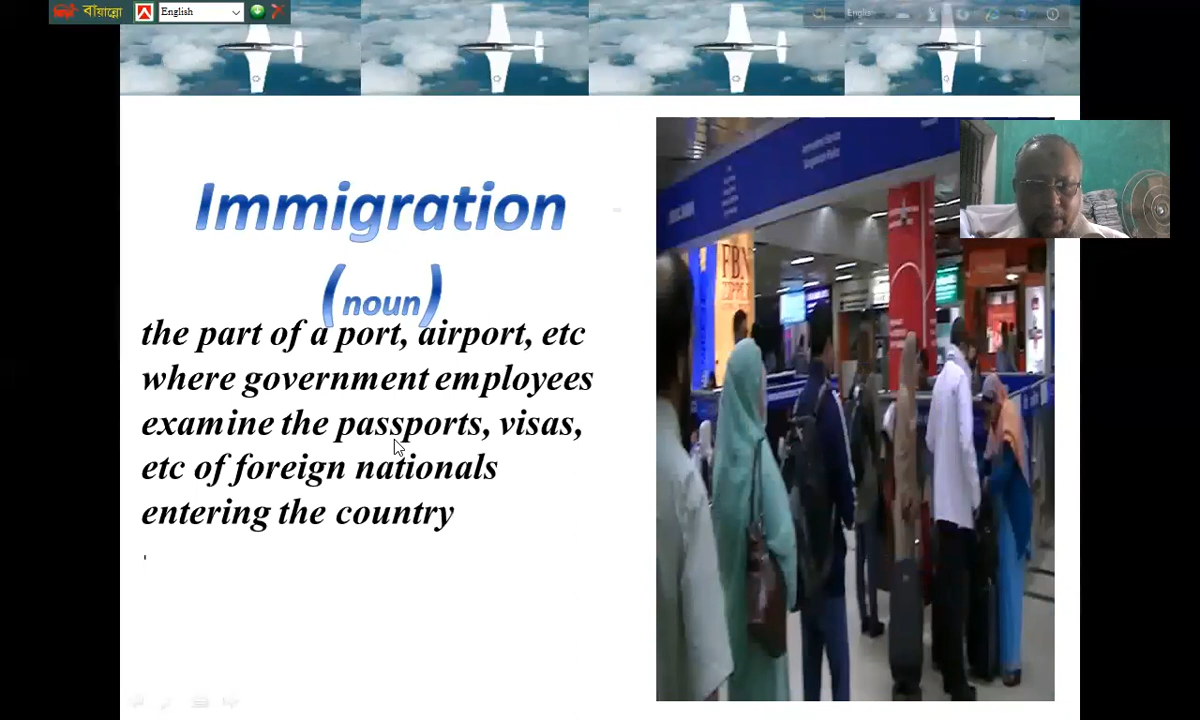 বায়ান্নো
English
Immigration
(noun)
the part of a port, airport, etc
where government employees
examine the passports, visas,
etc of foreign nationals
entering the country
FBN